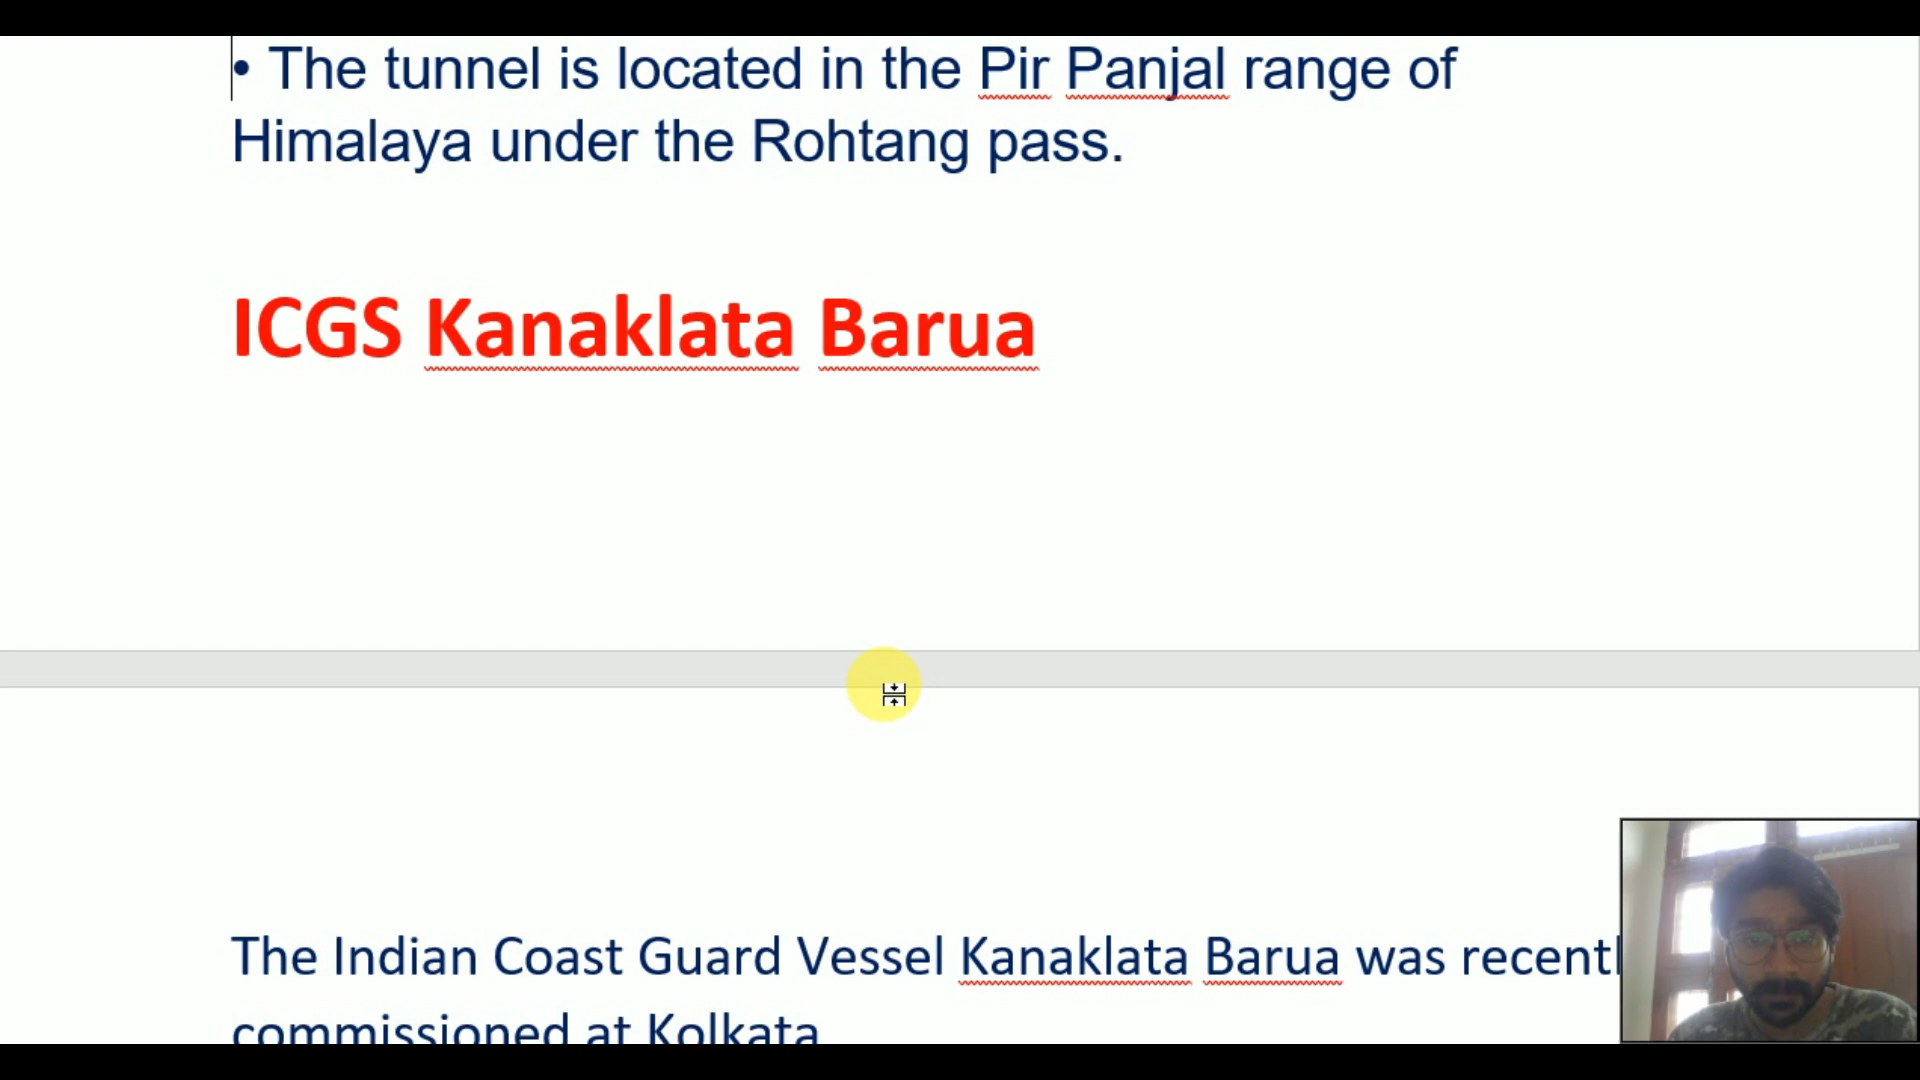 • The tunnel is located in the Pir Panjal range of
Himalaya under the Rohtang pass.
ICGS Kanaklata Barua
The Indian Coast Guard Vessel Kanaklata Barua was recentl
commissioned at Kolkata